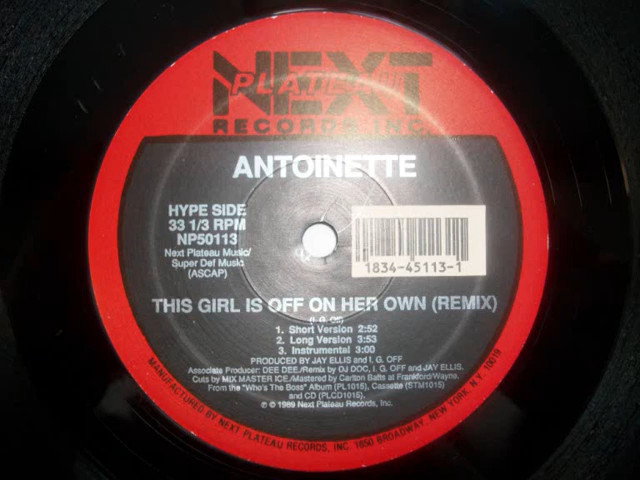 NEXT
PLATEAU
RECORDS INC.
ANTOINETTE
HYPE SIDE
33 1/3 RPM
NP50113
Next Plateau Music/
Super Def Music
(ASCAP)
1834-45113-1
THIS GIRL IS OFF ON HER OWN (REMIX)
(I. G. Off)
1. Short Version 2:52
2. Long Version 3:53
3. Instrumental 3:00
PRODUCED BY JAY ELLIS and I. G. OFF
Associate Producer: DEE DEE./Remix by DJ DOC, I. G. OFF and JAY ELLIS.
Cuts by MIX MASTER ICE./Mastered by Carlton Batts at Frankford/Wayne.
From the "Who's The Boss" Album (PL1015), Cassette (STM1015)
and CD (PLCD1015).
℗ © 1989 Next Plateau Records, Inc.
MANUFACTURED BY NEXT PLATEAU RECORDS, INC. 1650 BROADWAY, NEW YORK, N.Y. 10019